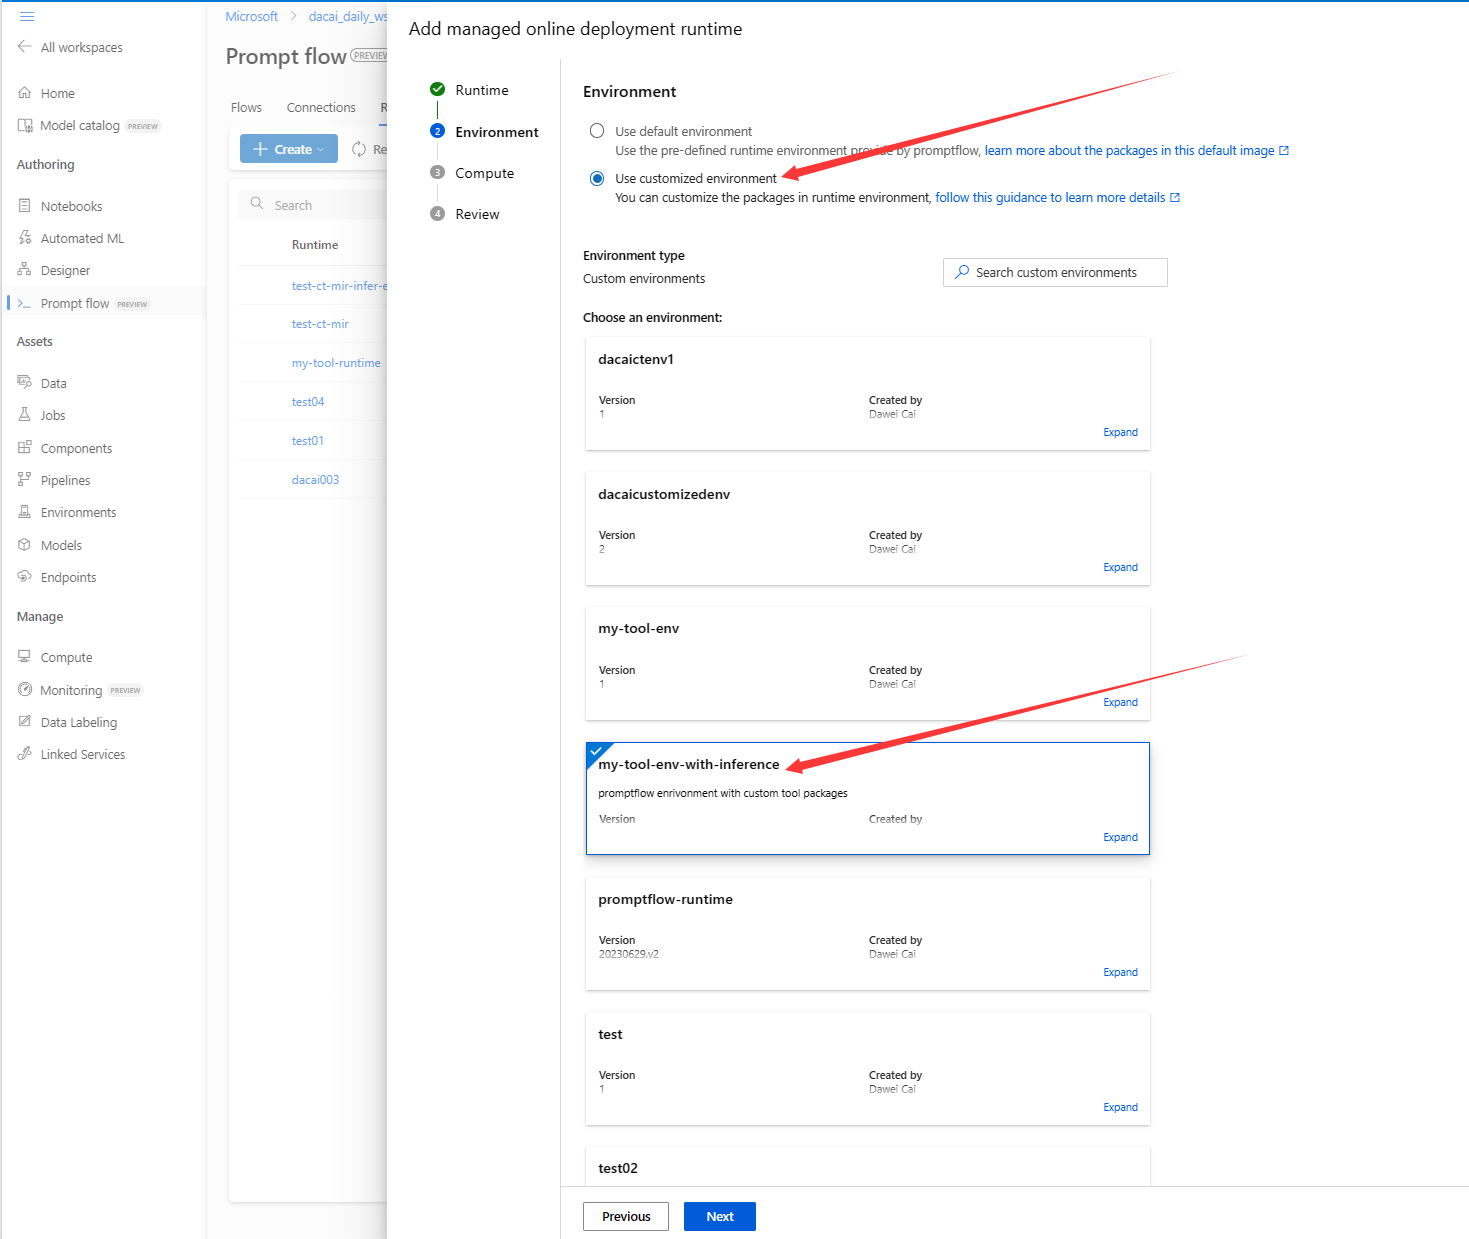 Microsoft > dacai_daily_ws
All workspaces
Home
Model catalog PREVIEW
Authoring
Notebooks
Automated ML
Designer
Prompt flow PREVIEW
Assets
Data
Jobs
Components
Pipelines
Environments
Models
Endpoints
Manage
Compute
Monitoring PREVIEW
Data Labeling
Linked Services
Prompt flow PREVIEW
Flows Connections R
Create Re
Search
Runtime
test-ct-mir-infer-e
test-ct-mir
my-tool-runtime
test04
test01
dacai003
Add managed online deployment runtime
Runtime
2 Environment
3 Compute
4 Review
Environment
Use default environment
Use the pre-defined runtime environment provide by promptflow, learn more about the packages in this default image
Use customized environment
You can customize the packages in runtime environment, follow this guidance to learn more details
Environment type
Custom environments
Search custom environments
Choose an environment:
dacaictenv1
Version Created by
1 Dawei Cai
Expand
dacaicustomizedenv
Version Created by
2 Dawei Cai
Expand
my-tool-env
Version Created by
1 Dawei Cai
Expand
my-tool-env-with-inference
promptflow enrivonment with custom tool packages
Version Created by
Expand
promptflow-runtime
Version Created by
20230629.v2 Dawei Cai
Expand
test
Version Created by
1 Dawei Cai
Expand
test02
Previous Next